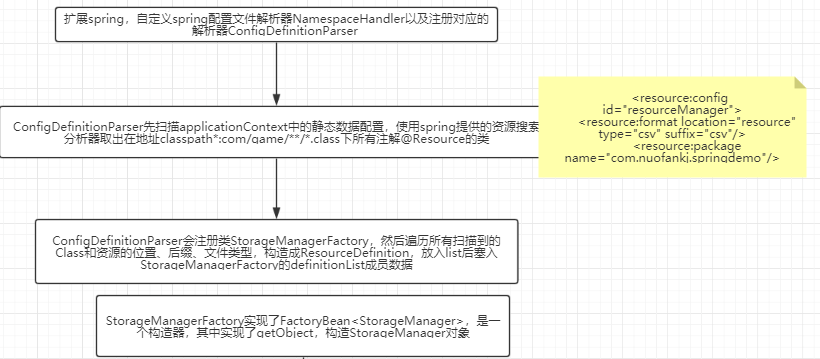 扩展spring，自定义spring配置文件解析器NamespaceHandler以及注册对应的
解析器ConfigDefinitionParser
ConfigDefinitionParser先扫描applicationContext中的静态数据配置，使用spring提供的资源搜索
分析器取出在地址classpath*:com/game/**/*.class下所有注解@Resource的类
<resource:config
id="resourceManager">
<resource:format location="resource"
type="csv" suffix="csv"/>
<resource:package
name="com.nuofankj.springdemo"/>
ConfigDefinitionParser会注册类StorageManagerFactory，然后遍历所有扫描到的
Class和资源的位置、后缀、文件类型，构造成ResourceDefinition，放入list后塞入
StorageManagerFactory的definitionList成员数据
StorageManagerFactory实现了FactoryBean<StorageManager>，是一
个构造器，其中实现了getObject，构造StorageManager对象